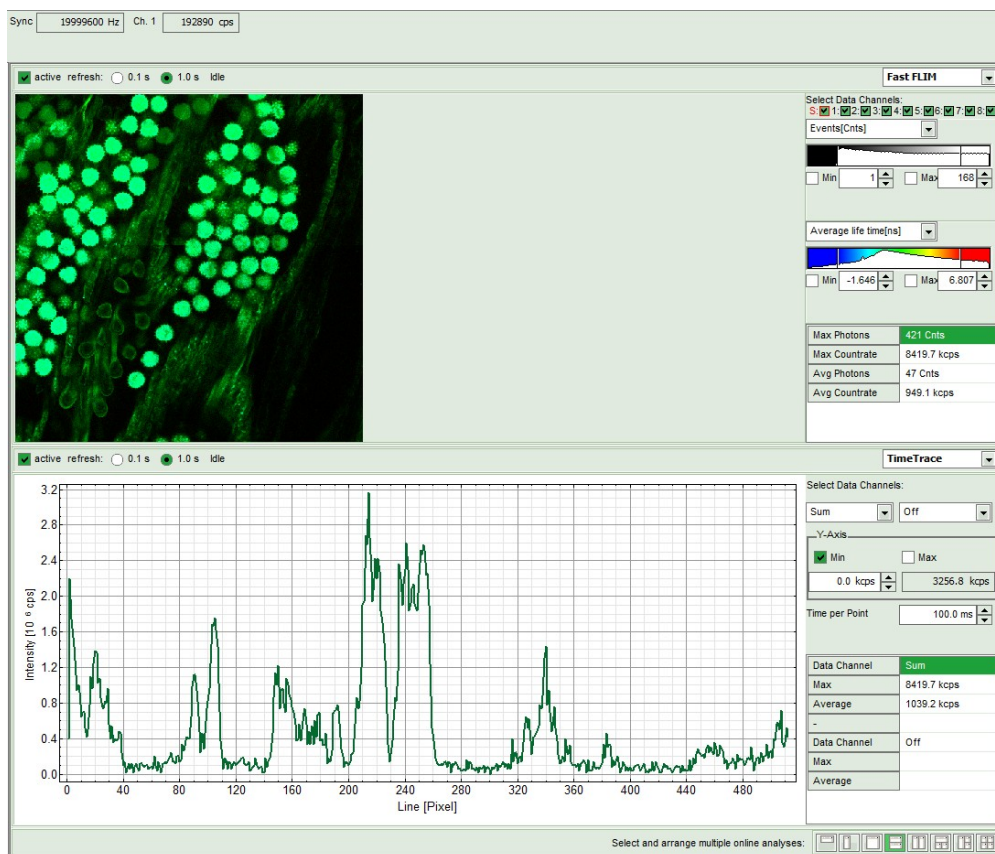 Sync 19999600 Hz Ch. 1 192890 cps
active refresh: 0.1 s 1.0 s Idle
Fast FLIM
Select Data Channels:
S: 1: 2: 3: 4: 5: 6: 7: 8:
Events[Cnts]
Min 1 Max 168
Average life time[ns]
Min -1.646 Max 6.807
Max Photons 421 Cnts
Max Countrate 8419.7 kcps
Avg Photons 47 Cnts
Avg Countrate 949.1 kcps
active refresh: 0.1 s 1.0 s Idle
TimeTrace
3.2
2.8
2.4
2.0
1.6
1.2
0.8
0.4
0.0
Intensity [10^6 cps]
0 40 80 120 160 200 240 280 320 360 400 440 480
Line [Pixel]
Select Data Channels:
Sum Off
Y-Axis
Min Max
0.0 kcps 3256.8 kcps
Time per Point 100.0 ms
Data Channel Sum
Max 8419.7 kcps
Average 1039.2 kcps
-
Data Channel Off
Max
Average
Select and arrange multiple online analyses: